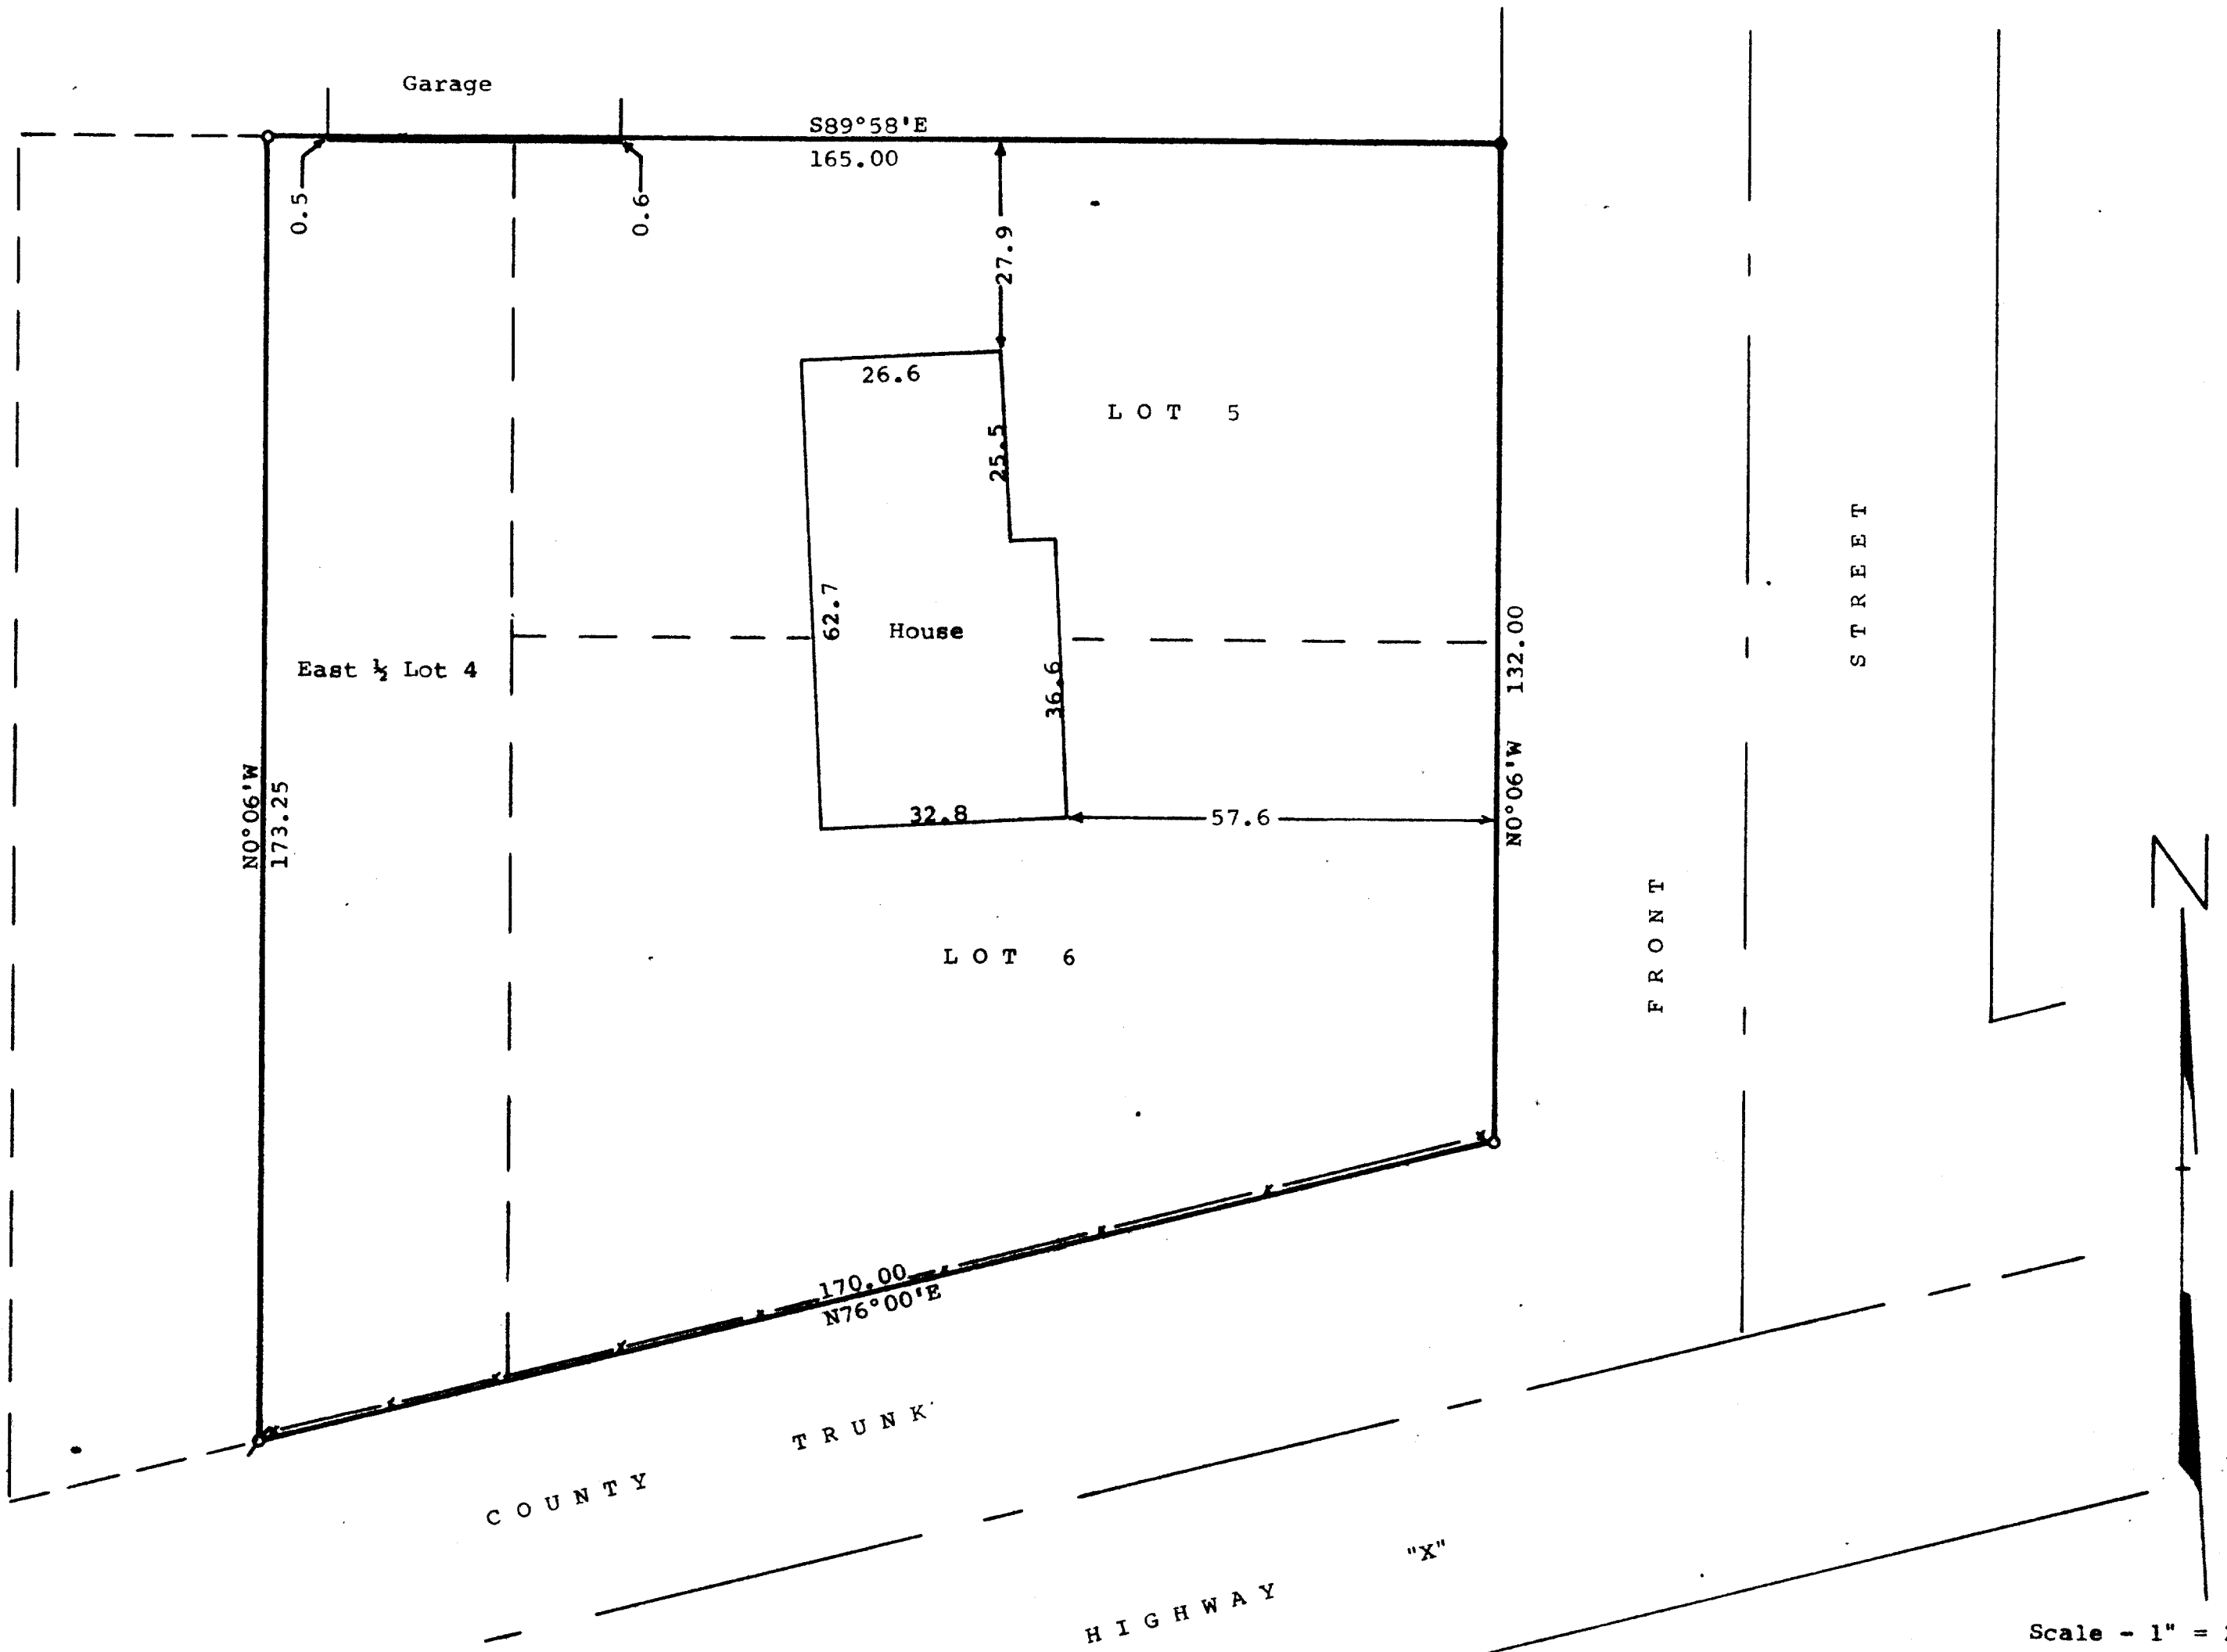 Garage
S89°58'E
165.00
0.5
0.6
27.9
26.6
LOT 5
25.5
STREET
62.7
House
132.00
East ½ Lot 4
36.6
N0°06'W
173.25
32.8
57.6
N0°06'W
N
FRONT
LOT 6
170.00
N76°00'E
COUNTY TRUNK
HIGHWAY "X"
Scale - 1" =